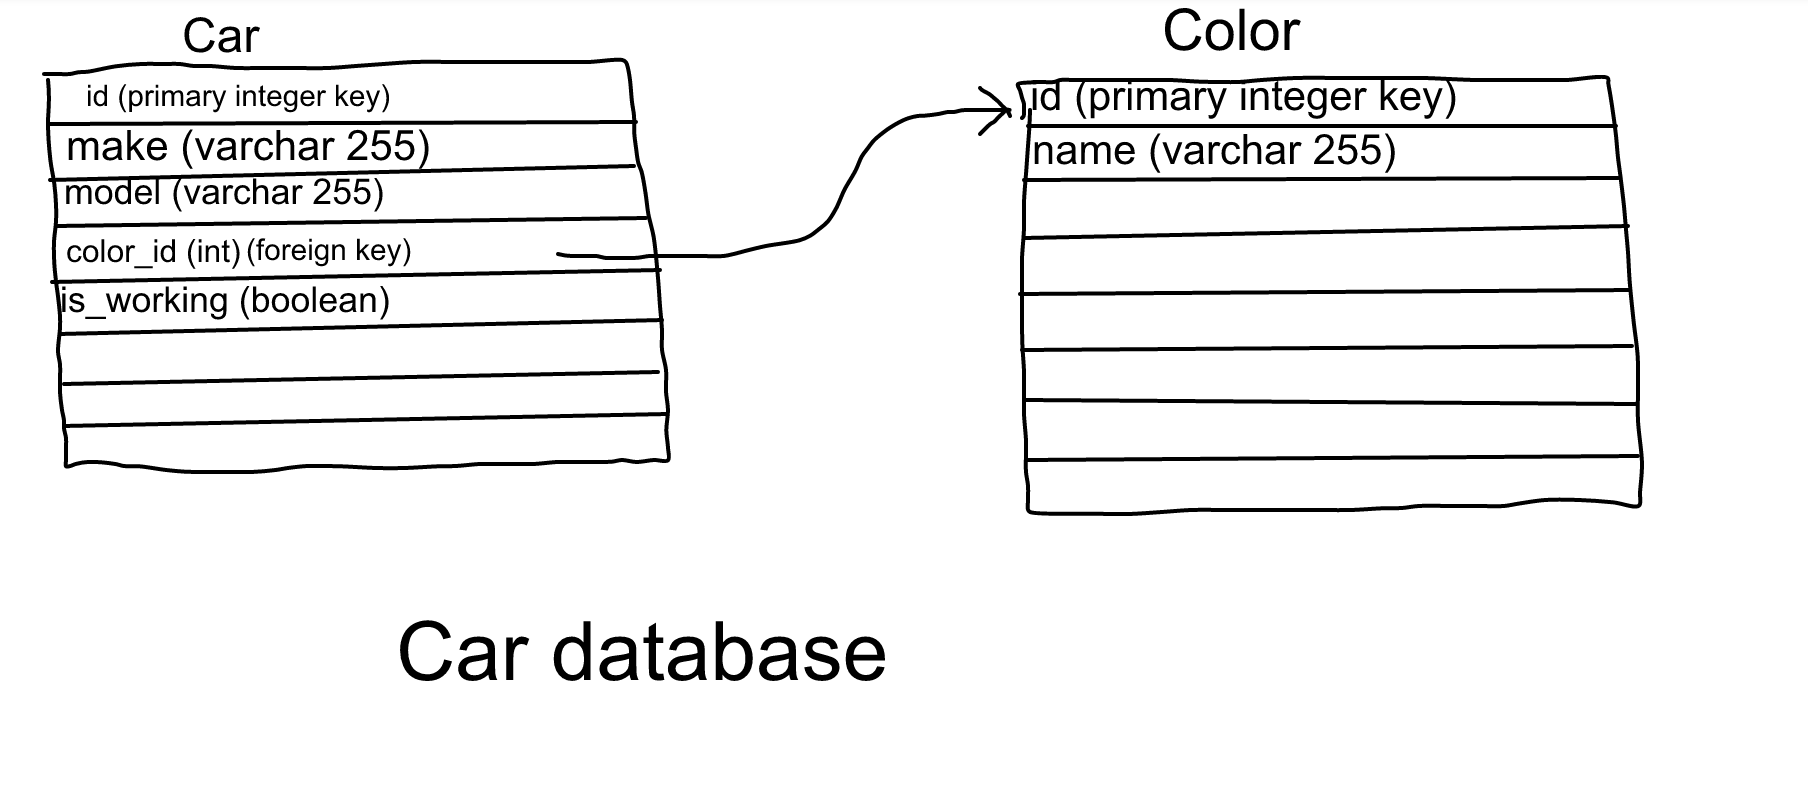 Car
id (primary integer key)
make (varchar 255)
model (varchar 255)
color_id (int) (foreign key)
is_working (boolean)
Color
id (primary integer key)
name (varchar 255)
Car database